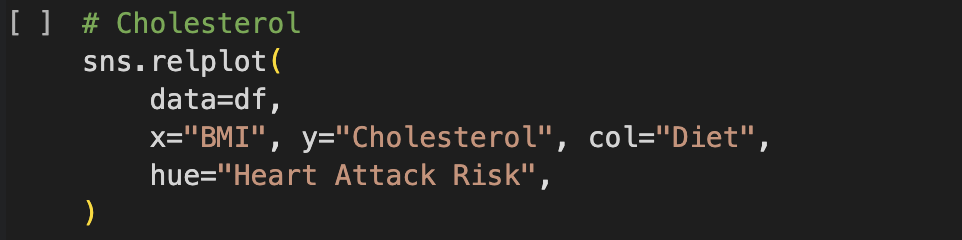 [ ] # Cholesterol
sns.relplot(
    data=df,
    x="BMI", y="Cholesterol", col="Diet",
    hue="Heart Attack Risk",
)